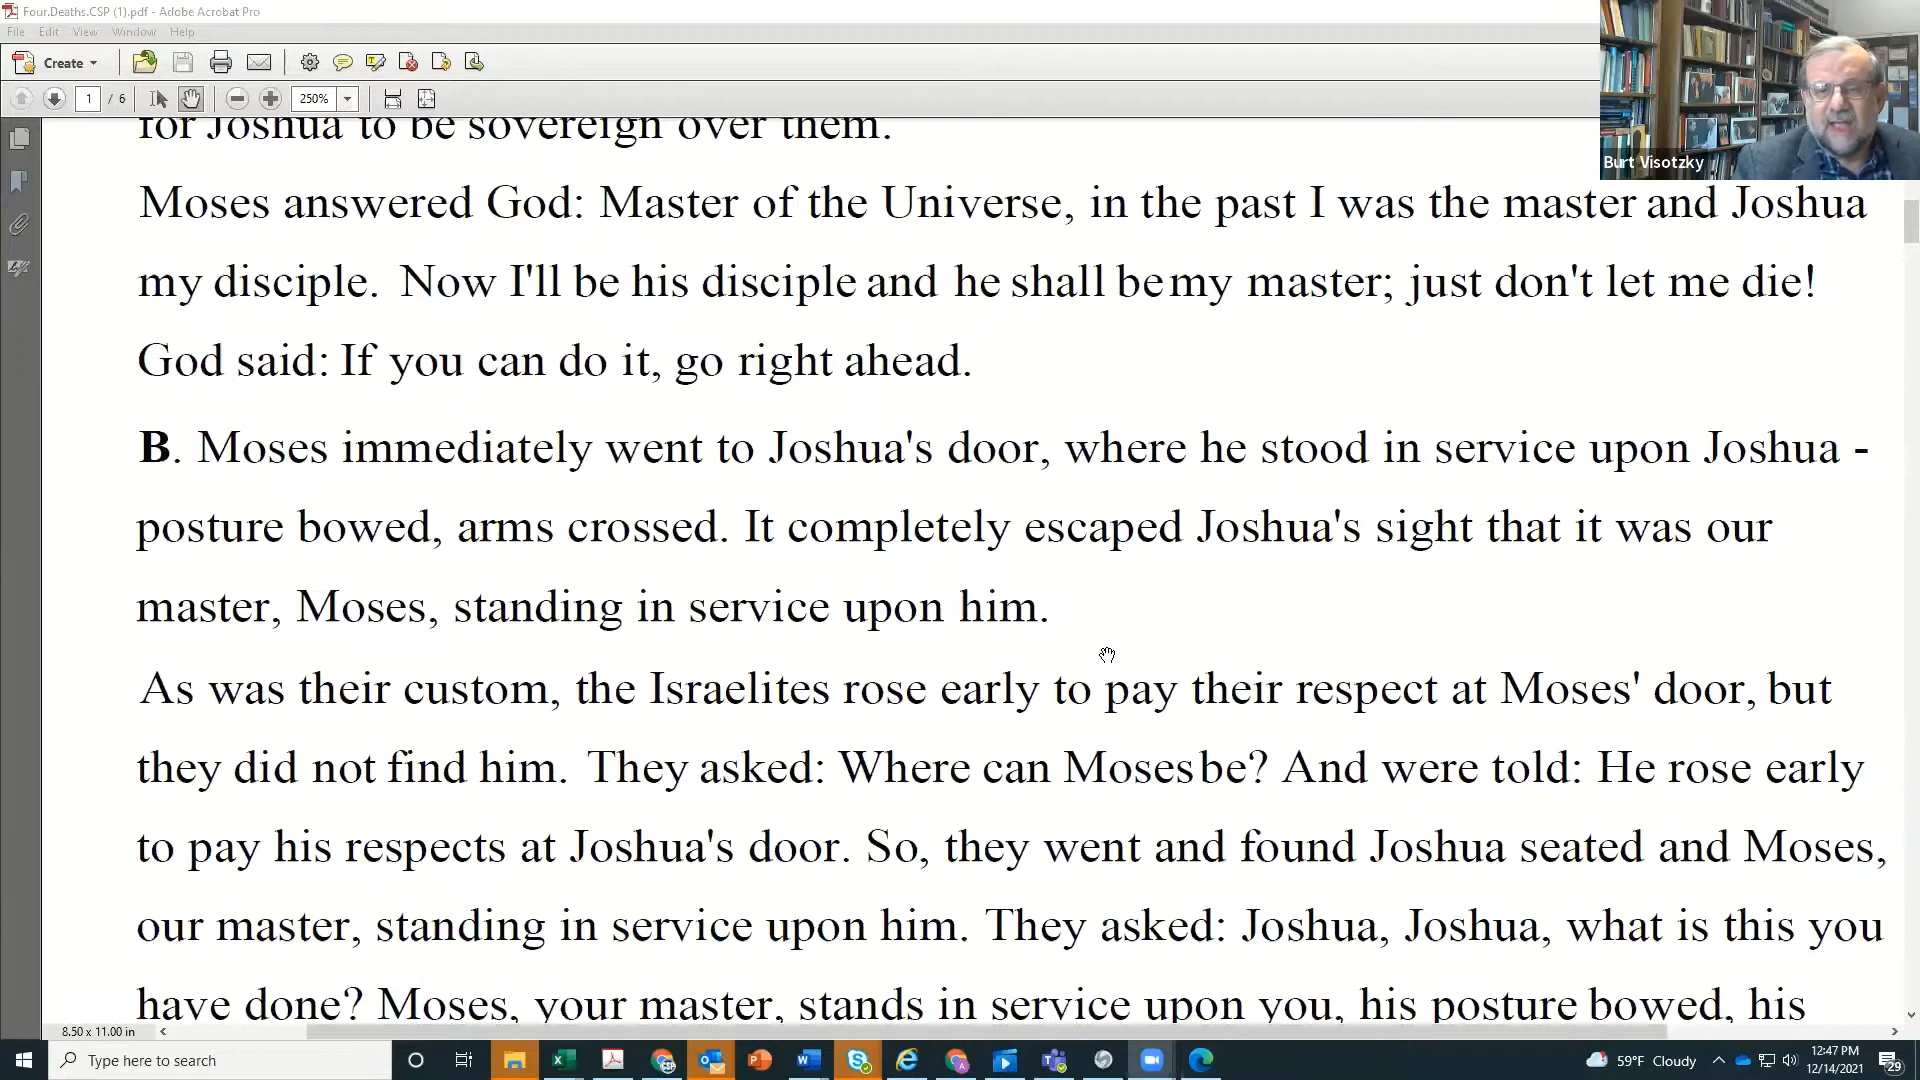 Four.Deaths.CSP (1).pdf - Adobe Acrobat Pro
File Edit View Window Help
Create
1 / 6 250%
Burt Visotzky
for Joshua to be sovereign over them.
Moses answered God: Master of the Universe, in the past I was the master and Joshua
my disciple. Now I'll be his disciple and he shall be my master; just don't let me die!
God said: If you can do it, go right ahead.
B. Moses immediately went to Joshua's door, where he stood in service upon Joshua -
posture bowed, arms crossed. It completely escaped Joshua's sight that it was our
master, Moses, standing in service upon him.
As was their custom, the Israelites rose early to pay their respect at Moses' door, but
they did not find him. They asked: Where can Moses be? And were told: He rose early
to pay his respects at Joshua's door. So, they went and found Joshua seated and Moses,
our master, standing in service upon him. They asked: Joshua, Joshua, what is this you
have done? Moses, your master, stands in service upon you, his posture bowed, his
8.50 x 11.00 in
Type here to search
59°F Cloudy
12:47 PM
12/14/2021
29